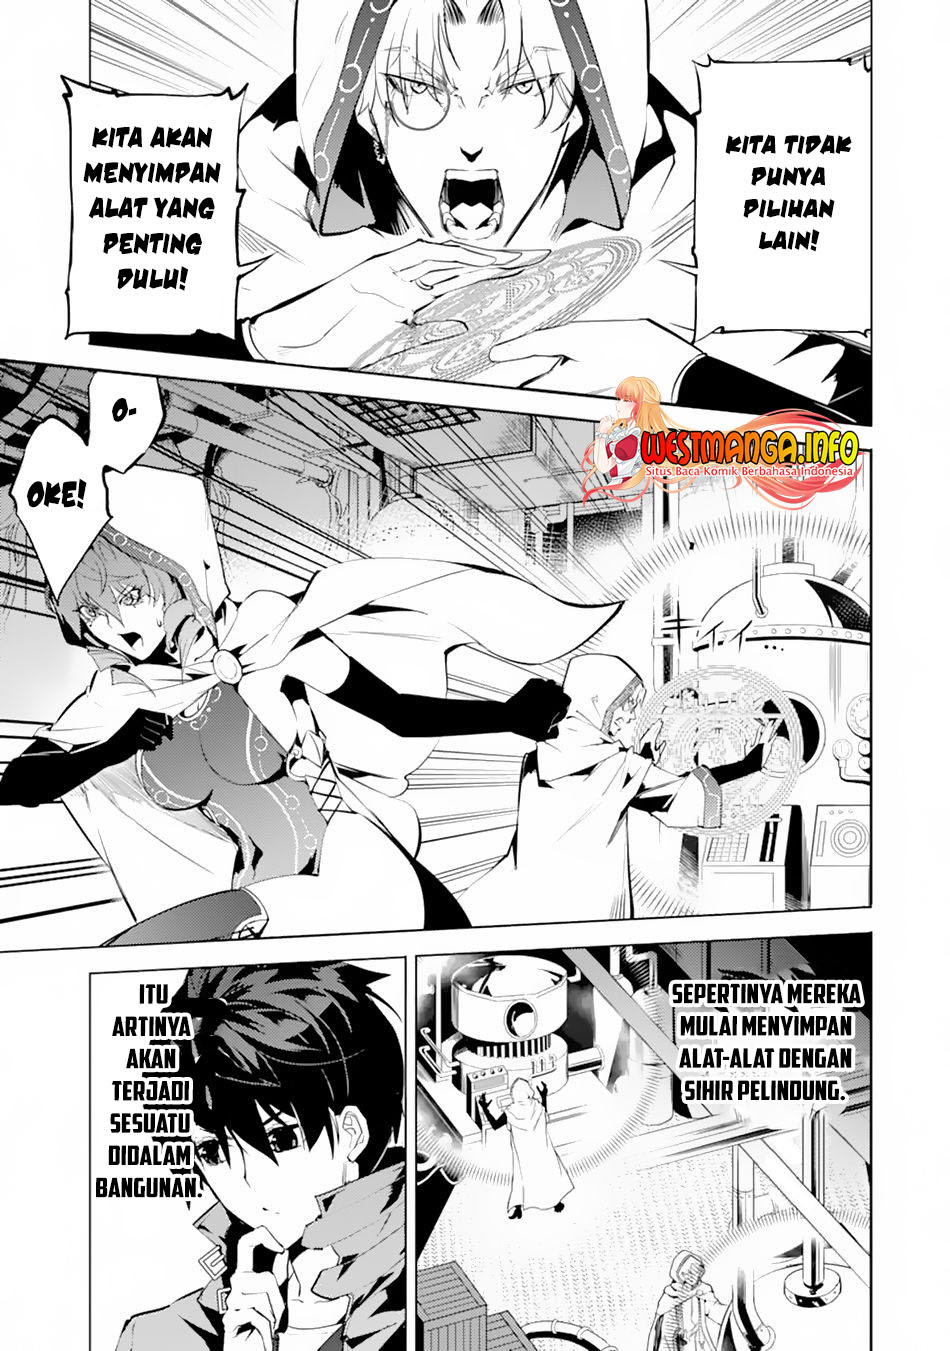 KITA TIDAK
PUNYA
PILIHAN
LAIN!
KITA AKAN
MENYIMPAN
ALAT YANG
PENTING
DULU!
WESTMANGA.INFO
Situs Baca Komik Berbahasa Indonesia
O-
OKE!
SEPERTINYA MEREKA
MULAI MENYIMPAN
ALAT-ALAT DENGAN
SIHIR PELINDUNG.
ITU
ARTINYA
AKAN
TERJADI
SESUATU
DIDALAM
BANGUNAN.